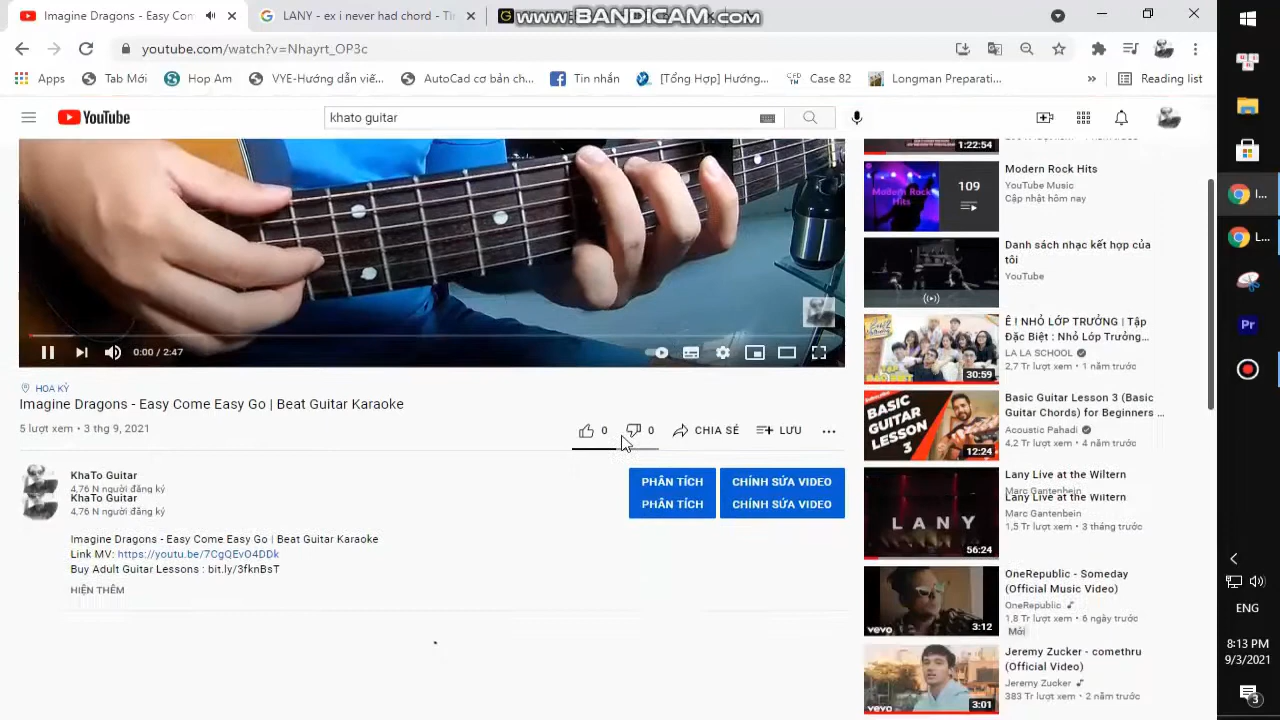 Imagine Dragons - Easy Con
LANY - ex i never had chord - Th
www.BANDICAM.com
youtube.com/watch?v=Nhayrt_OP3c
Apps
Tab Mới
Hop Am
VYE-Hướng dẫn viế...
AutoCad cơ bản ch...
Tin nhắn
[Tổng Hợp] Hướng...
Case 82
Longman Preparati...
»
Reading list
YouTube
khato guitar
1:22:54
Modern Rock Hits
109
Modern Rock Hits
YouTube Music
Cập nhật hôm nay
Danh sách nhạc kết hợp của
tôi
YouTube
Ê ! NHỎ LỚP TRƯỞNG | Tập
Đặc Biệt : Nhỏ Lớp Trưởng...
LA LA SCHOOL
2,7 Tr lượt xem • 1 năm trước
30:59
0:00 / 2:47
HOA KỲ
Imagine Dragons - Easy Come Easy Go | Beat Guitar Karaoke
5 lượt xem • 3 thg 9, 2021
0
0
CHIA SẺ
LƯU
KhaTo Guitar
4,76 N người đăng ký
KhaTo Guitar
4,76 N người đăng ký
PHÂN TÍCH
CHỈNH SỬA VIDEO
PHÂN TÍCH
CHỈNH SỬA VIDEO
Imagine Dragons - Easy Come Easy Go | Beat Guitar Karaoke
Link MV: https://youtu.be/7CgQEvO4DDk
Buy Adult Guitar Lessons : bit.ly/3fknBsT
HIỆN THÊM
BASIC
GUITAR
LESSON
3
12:24
Basic Guitar Lesson 3 (Basic
Guitar Chords) for Beginners ...
Acoustic Pahadi
4,2 Tr lượt xem • 4 năm trước
LANY
56:24
Lany Live at the Wiltern
Marc Gantenbein
Lany Live at the Wiltern
Marc Gantenbein
1,5 Tr lượt xem • 3 tháng trước
vevo
3:12
OneRepublic - Someday
(Official Music Video)
OneRepublic
1,8 Tr lượt xem • 6 ngày trước
Mới
vevo
3:01
Jeremy Zucker - comethru
(Official Video)
Jeremy Zucker
383 Tr lượt xem • 2 năm trước
I...
L...
Pr
ENG
8:13 PM
9/3/2021
3